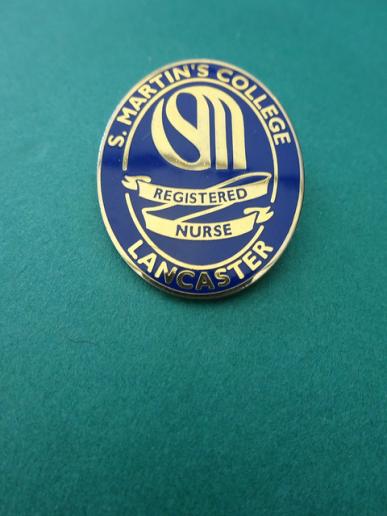 S. MARTIN'S COLLEGE
SM
REGISTERED
NURSE
LANCASTER